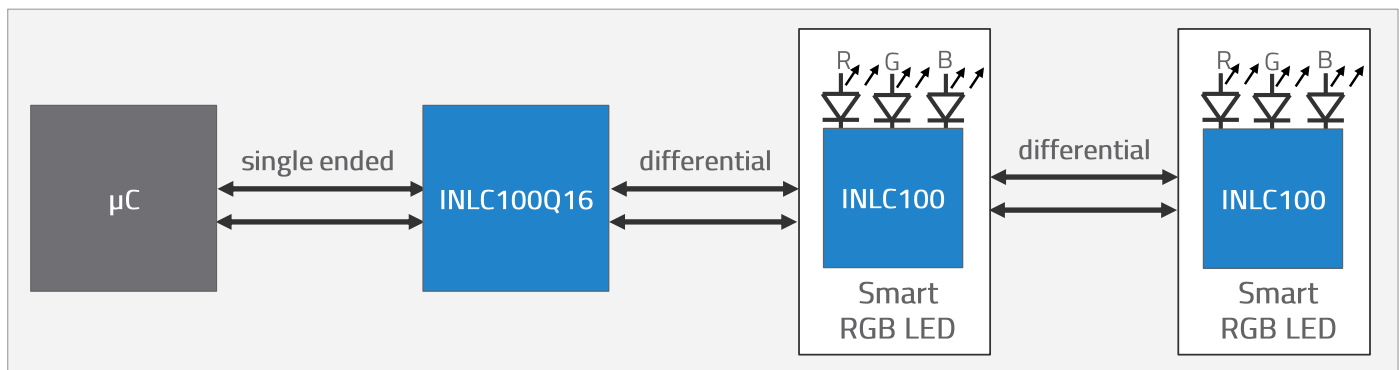 µC
single ended
INLC100Q16
differential
R G B
INLC100
Smart
RGB LED
differential
R G B
INLC100
Smart
RGB LED